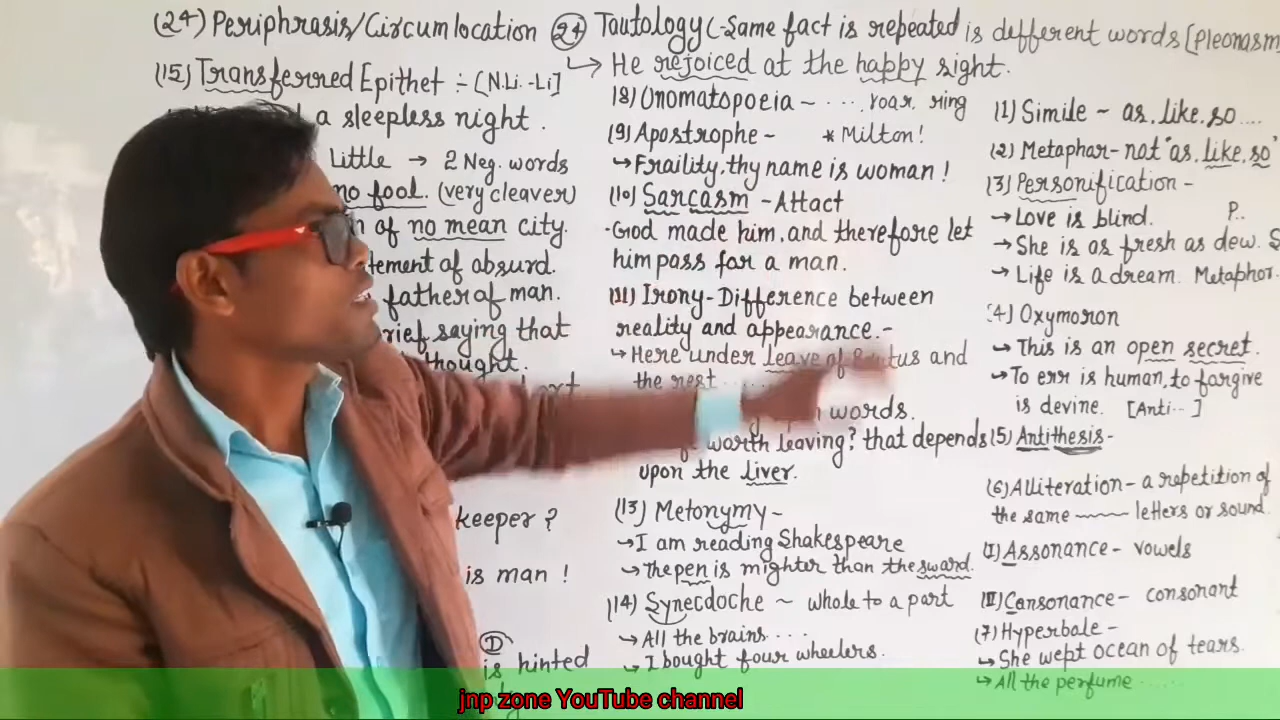 (24) Periphrasis/Circumlocution
(15) Transferred Epithet ÷ [N.Li. -Li]
a sleepless night.
Little → 2 Neg. words
no fool. (very cleaver)
of no mean city.
tement of absurd.
father of man.
rief saying that
thought.
keeper?
is man!
(D)
is hinted
(24) Tautology (-Same fact is repeated is different words [Pleonasm
↳ He rejoiced at the happy sight.
(8) Onomatopoeia ~ .... roar. ring
(9) Apostrophe ~ * Milton!
↳ Fraility, thy name is woman!
(10) Sarcasm - Attact
-God made him, and therefore let
him pass for a man.
(11) Irony - Difference between
reality and appearance.-
↳ Here under leave of Brutus and
the rest .....
words.
worth leaving? that depends
upon the liver.
(13) Metonymy -
↳ I am reading Shakespeare
↳ The pen is mighter than the sward.
(14) Synecdoche ~ whole to a part
↳ All the brains....
↳ I bought four wheelers.
(1) Simile ~ as, like, so....
(2) Metaphar - not "as, like, so"
(3) Personification -
→ Love is blind. P..
→ She is as fresh as dew. S
→ Life is a dream. Metaphor.
(4) Oxymoron
↳ This is an open secret.
↳ To err is human, to forgive
is devine. [Anti...]
(5) Antithesis -
(6) Alliteration - a repetition of
the same —— letters or sound.
(I) Assonance - vowels
(II) Consonance - consonant
(7) Hyperbale -
↳ She wept ocean of tears.
↳ All the perfume ......
jnp zone YouTube channel